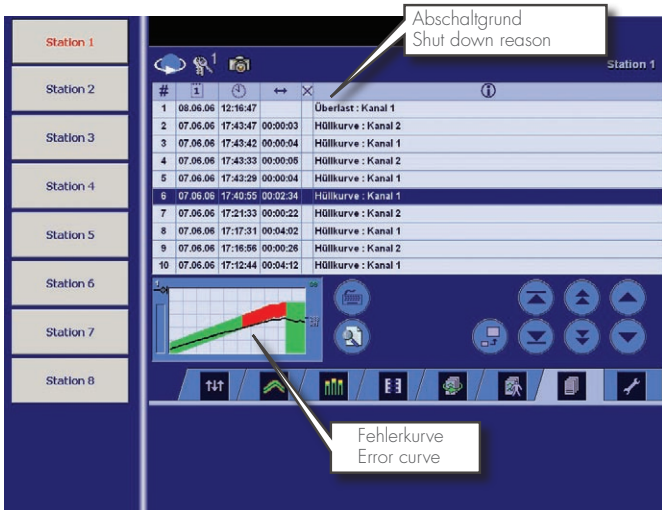 Abschaltgrund
Shut down reason
Station 1
Station 2
Station 3
Station 4
Station 5
Station 6
Station 7
Station 8
1
Station 1
# 1
1 08.06.06 12:16:47 Überlast : Kanal 1
2 07.06.06 17:43:47 00:00:03 Hüllkurve : Kanal 2
3 07.06.06 17:43:42 00:00:04 Hüllkurve : Kanal 1
4 07.06.06 17:43:33 00:00:05 Hüllkurve : Kanal 2
5 07.06.06 17:43:29 00:00:04 Hüllkurve : Kanal 1
6 07.06.06 17:40:55 00:02:34 Hüllkurve : Kanal 1
7 07.06.06 17:21:33 00:00:22 Hüllkurve : Kanal 2
8 07.06.06 17:17:31 00:04:02 Hüllkurve : Kanal 1
9 07.06.06 17:16:56 00:00:26 Hüllkurve : Kanal 2
10 07.06.06 17:12:44 00:04:12 Hüllkurve : Kanal 1
Fehlerkurve
Error curve